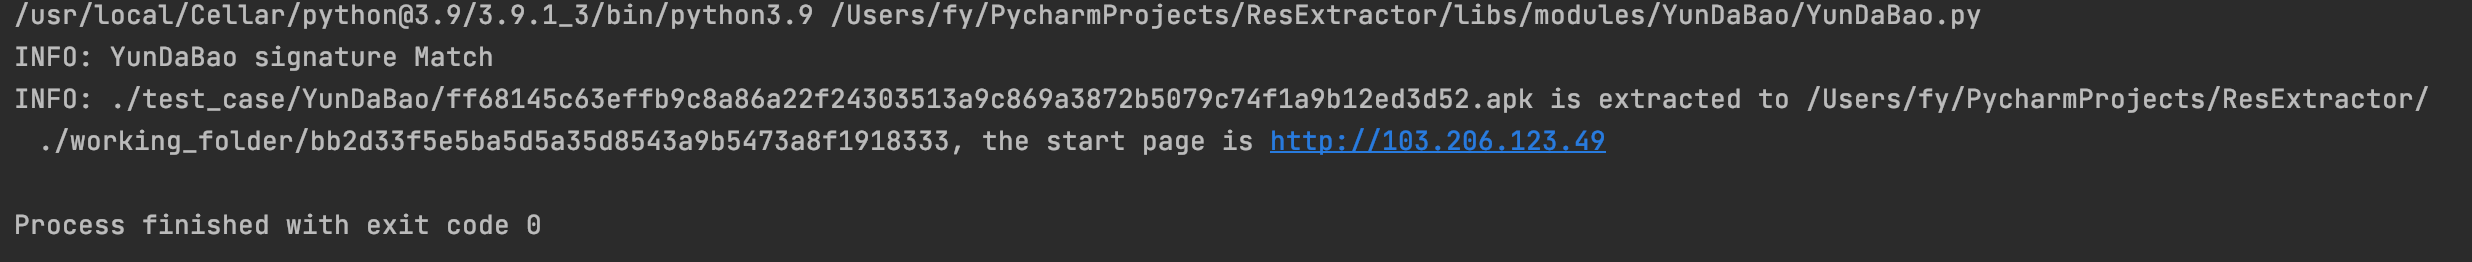 /usr/local/Cellar/python@3.9/3.9.1_3/bin/python3.9 /Users/fy/PycharmProjects/ResExtractor/libs/modules/YunDaBao/YunDaBao.py
INFO: YunDaBao signature Match
INFO: ./test_case/YunDaBao/ff68145c63effb9c8a86a22f24303513a9c869a3872b5079c74f1a9b12ed3d52.apk is extracted to /Users/fy/PycharmProjects/ResExtractor/
./working_folder/bb2d33f5e5ba5d5a35d8543a9b5473a8f1918333, the start page is http://103.206.123.49
Process finished with exit code 0